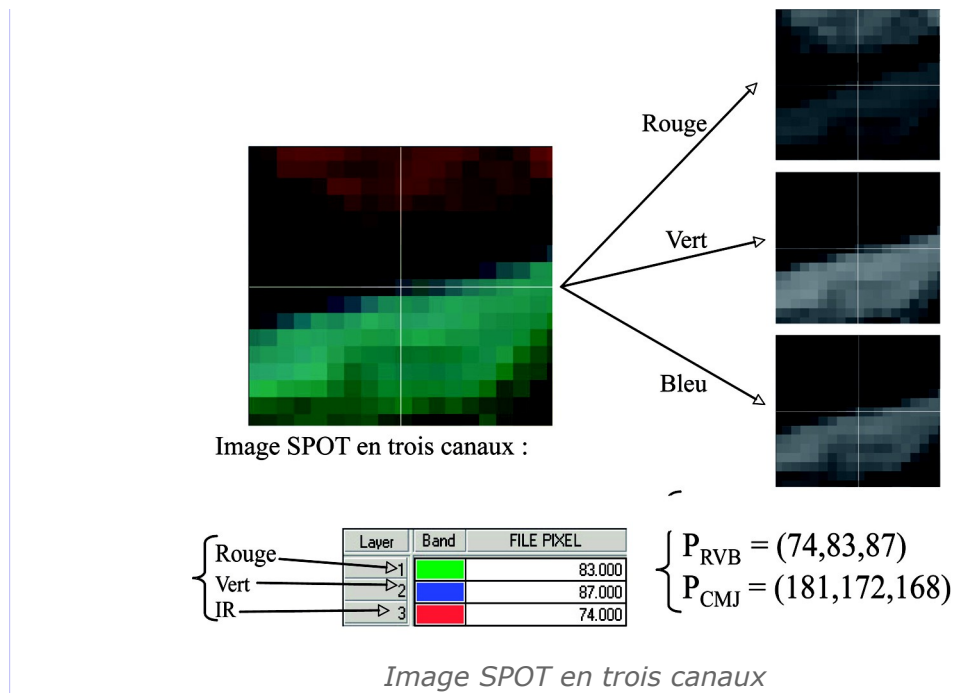 Rouge
Vert
Bleu
Image SPOT en trois canaux :
Layer Band FILE PIXEL
Rouge 1 83.000
Vert 2 87.000
IR 3 74.000
P_RVB = (74,83,87)
P_CMJ = (181,172,168)
Image SPOT en trois canaux